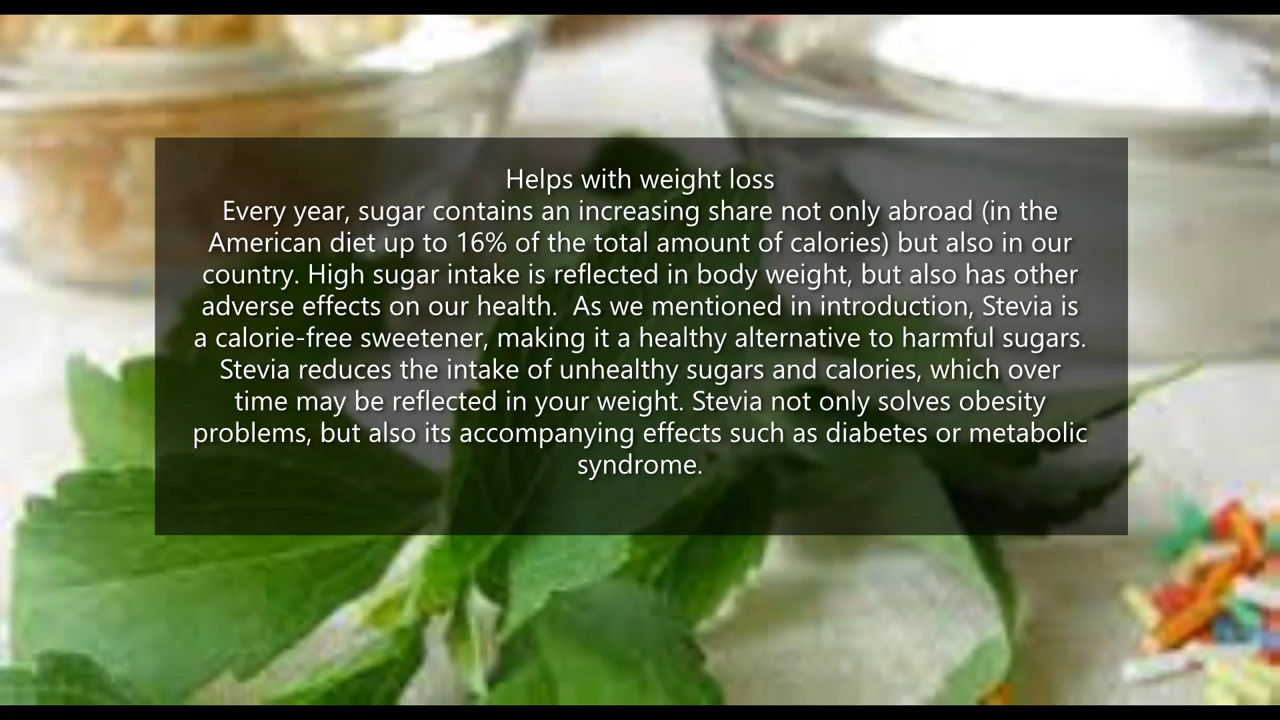 Helps with weight loss
Every year, sugar contains an increasing share not only abroad (in the
American diet up to 16% of the total amount of calories) but also in our
country. High sugar intake is reflected in body weight, but also has other
adverse effects on our health.  As we mentioned in introduction, Stevia is
a calorie-free sweetener, making it a healthy alternative to harmful sugars.
Stevia reduces the intake of unhealthy sugars and calories, which over
time may be reflected in your weight. Stevia not only solves obesity
problems, but also its accompanying effects such as diabetes or metabolic
syndrome.